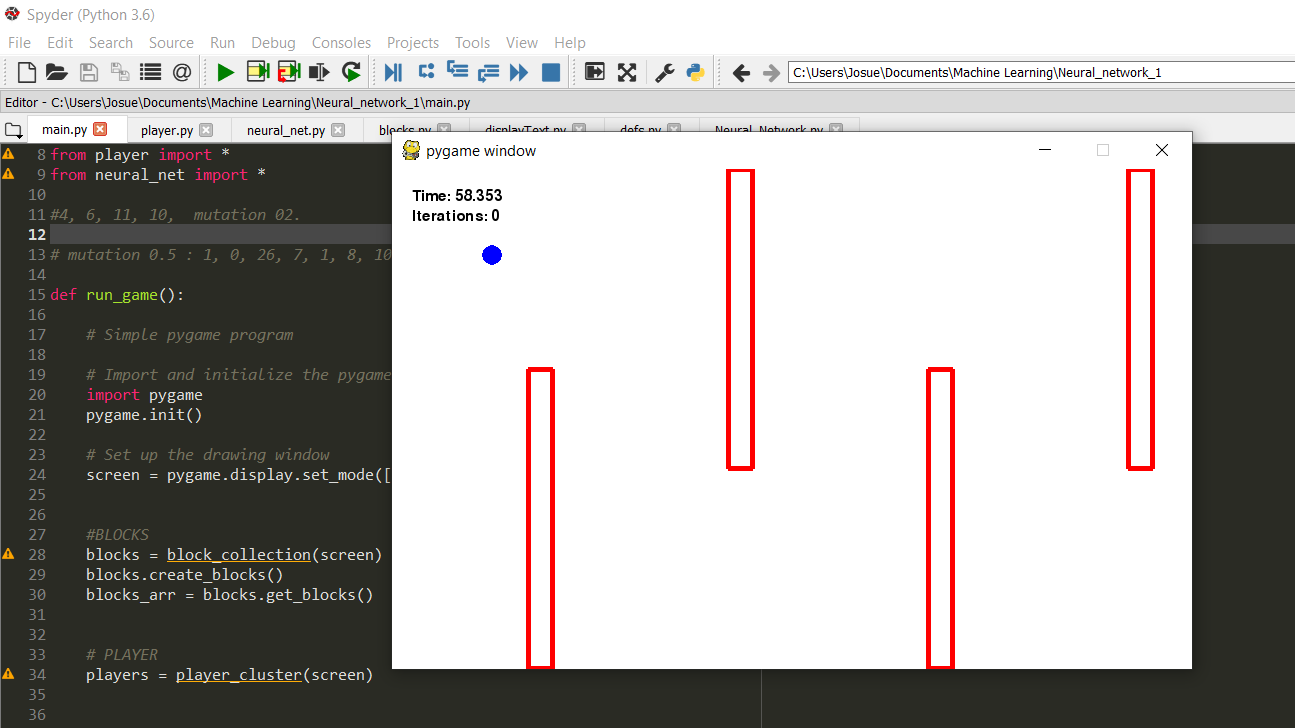 Spyder (Python 3.6)
File Edit Search Source Run Debug Consoles Projects Tools View Help
C:\Users\Josue\Documents\Machine Learning\Neural_network_1
Editor - C:\Users\Josue\Documents\Machine Learning\Neural_network_1\main.py
main.py player.py neural_net.py blocks.py displayText.py defs.py Neural_Network.py
pygame window
Time: 58.353
Iterations: 0
8 from player import *
9 from neural_net import *
10
11 #4, 6, 11, 10,  mutation 02.
12
13 # mutation 0.5 : 1, 0, 26, 7, 1, 8, 10
14
15 def run_game():
16
17     # Simple pygame program
18
19     # Import and initialize the pygame
20     import pygame
21     pygame.init()
22
23     # Set up the drawing window
24     screen = pygame.display.set_mode([
25
26
27     #BLOCKS
28     blocks = block_collection(screen)
29     blocks.create_blocks()
30     blocks_arr = blocks.get_blocks()
31
32
33     # PLAYER
34     players = player_cluster(screen)
35
36